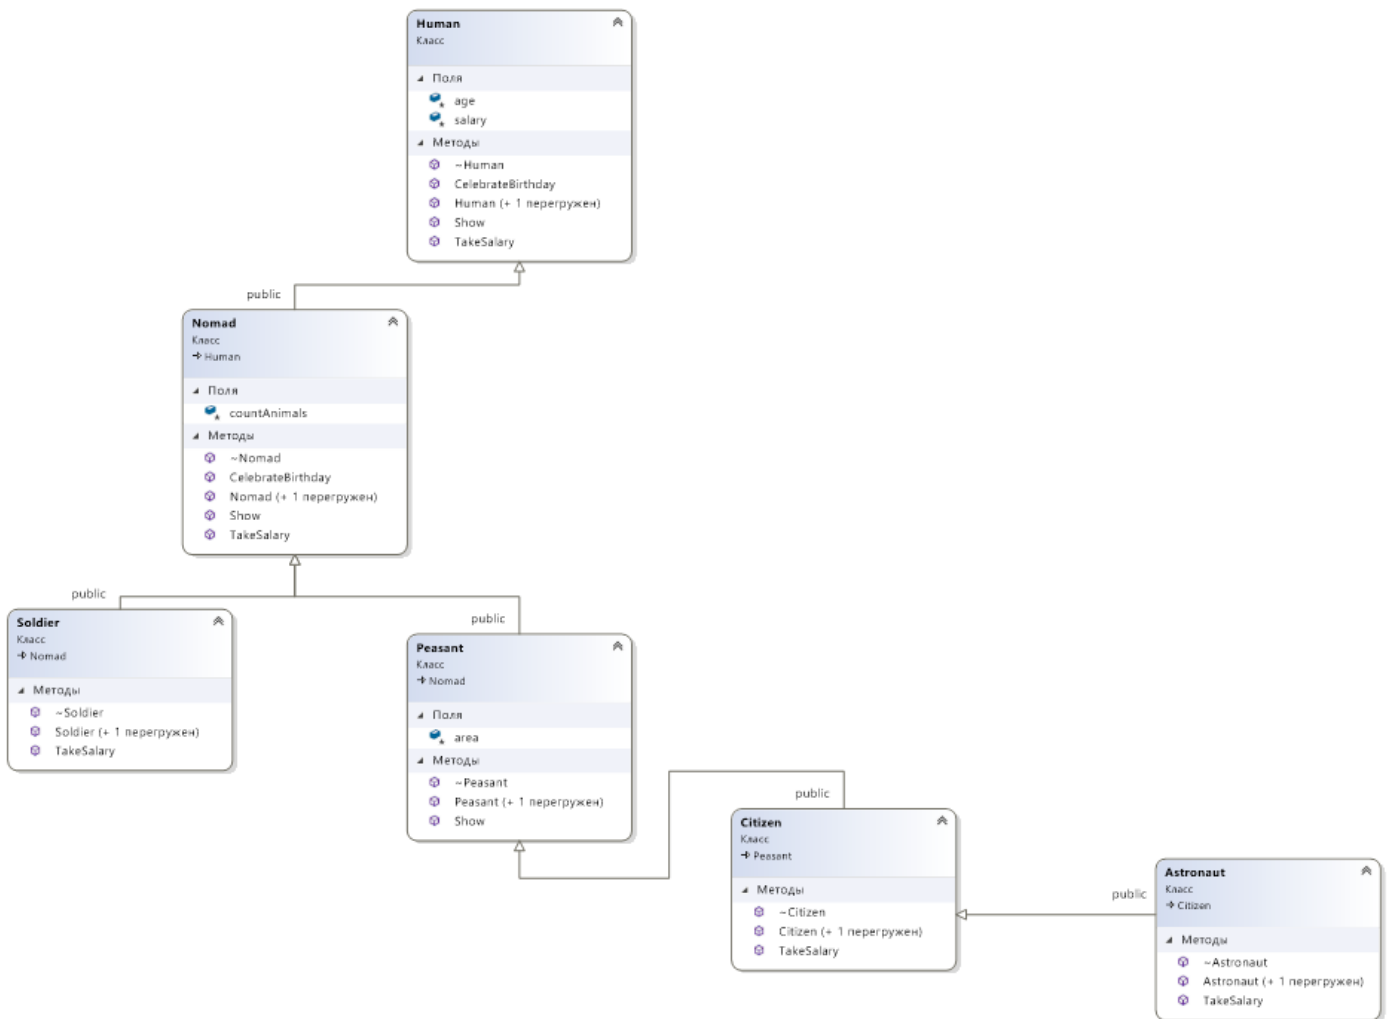 Human
Класс
Поля
age
salary
Методы
~Human
CelebrateBirthday
Human (+ 1 перегружен)
Show
TakeSalary
public
Nomad
Класс
Human
Поля
countAnimals
Методы
~Nomad
CelebrateBirthday
Nomad (+ 1 перегружен)
Show
TakeSalary
public
Soldier
Класс
Nomad
Методы
~Soldier
Soldier (+ 1 перегружен)
TakeSalary
public
Peasant
Класс
Nomad
Поля
area
Методы
~Peasant
Peasant (+ 1 перегружен)
Show
public
Citizen
Класс
Peasant
Методы
~Citizen
Citizen (+ 1 перегружен)
TakeSalary
public
Astronaut
Класс
Citizen
Методы
~Astronaut
Astronaut (+ 1 перегружен)
TakeSalary